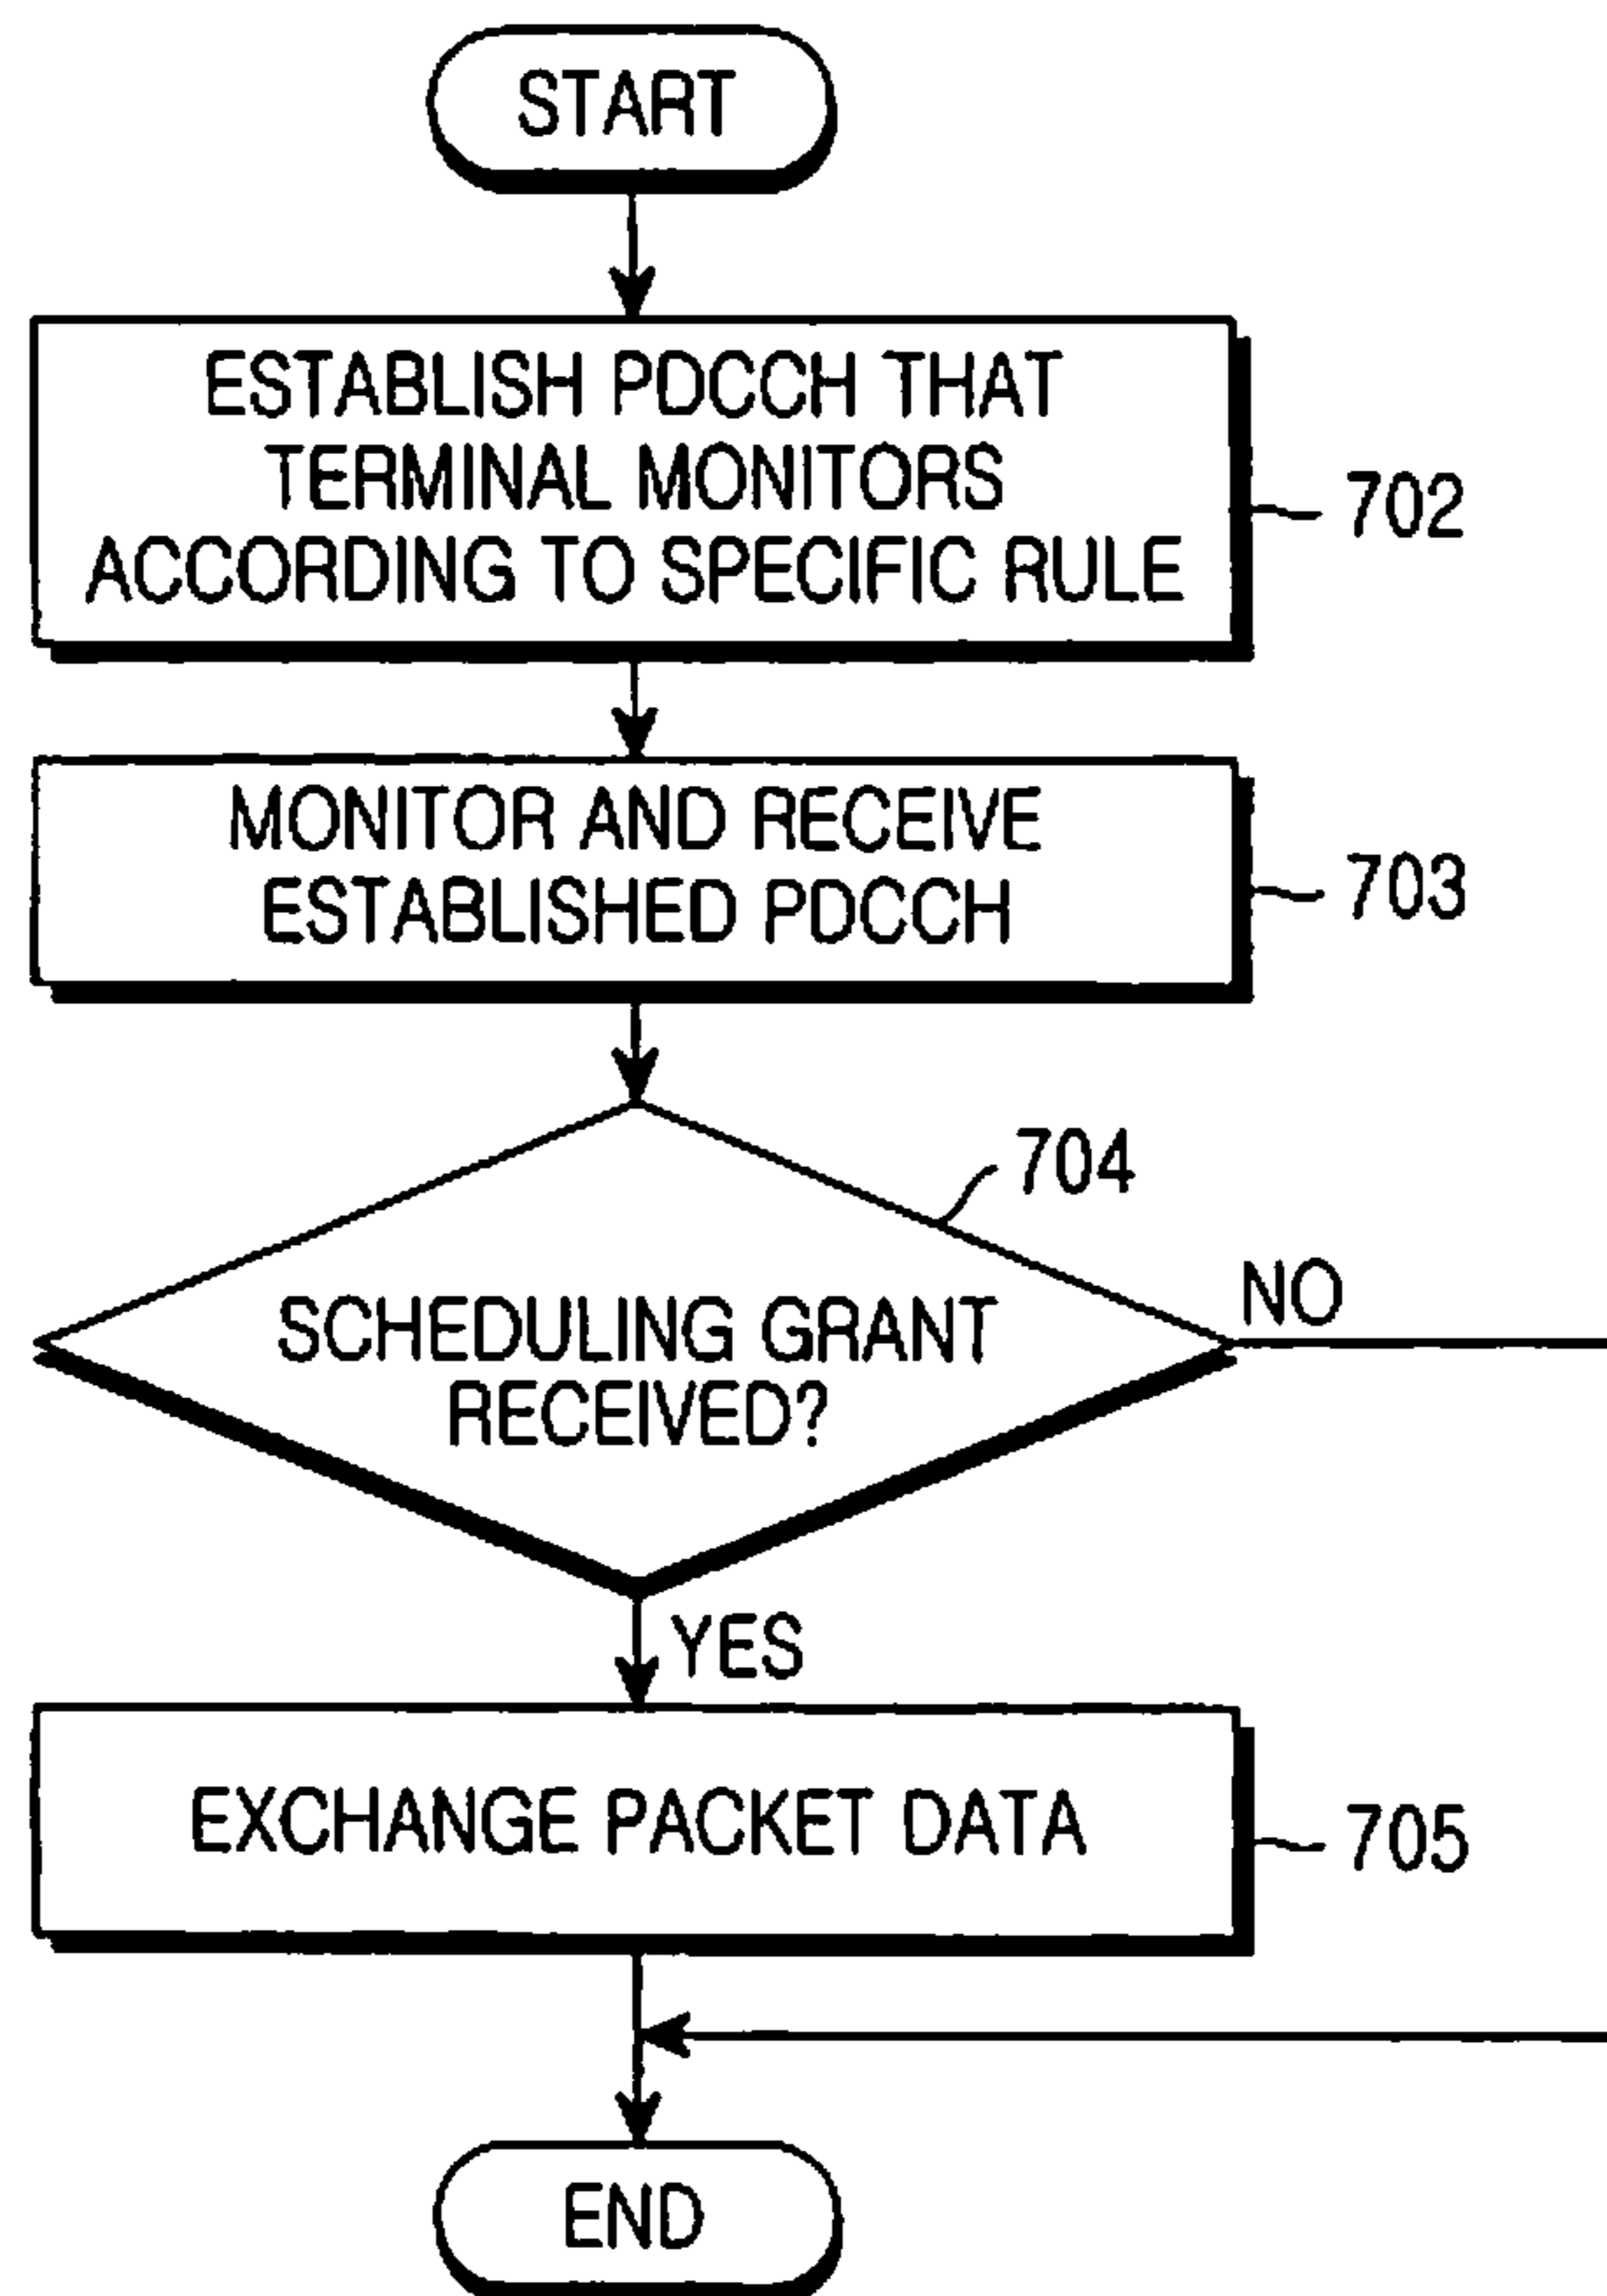 START
ESTABLISH PDCCH THAT
TERMINAL MONITORS
ACCORDING TO SPECIFIC RULE
702
MONITOR AND RECEIVE
ESTABLISHED PDCCH
703
704
NO
SCHEDULING GRANT
RECEIVED?
YES
EXCHANGE PACKET DATA
705
END